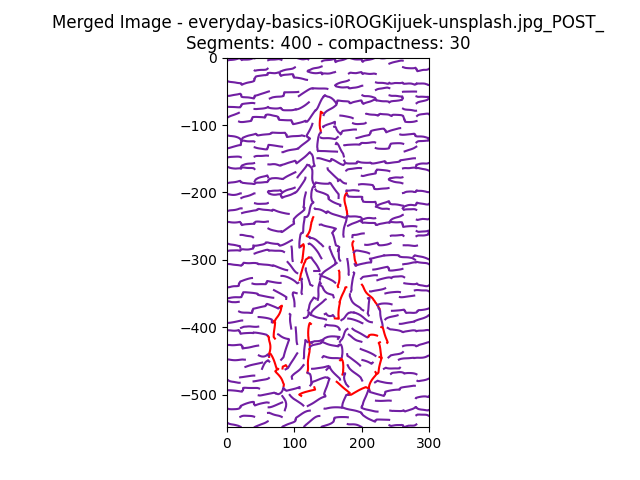 Merged Image - everyday-basics-i0ROGKijuek-unsplash.jpg_POST_
Segments: 400 - compactness: 30
0
−100
−200
−300
−400
−500
0 100 200 300